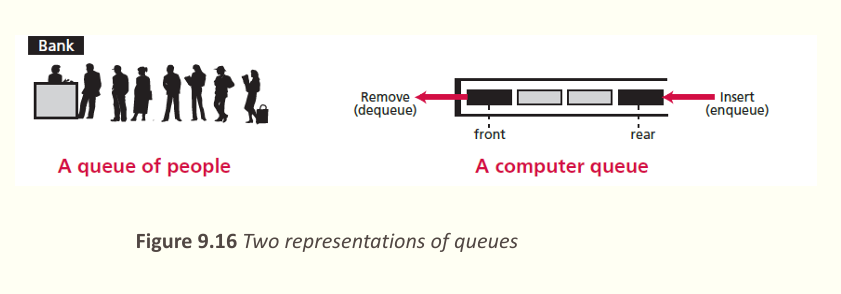 Bank
Remove
(dequeue)
Insert
(enqueue)
front
rear
A queue of people
A computer queue
Figure 9.16 Two representations of queues